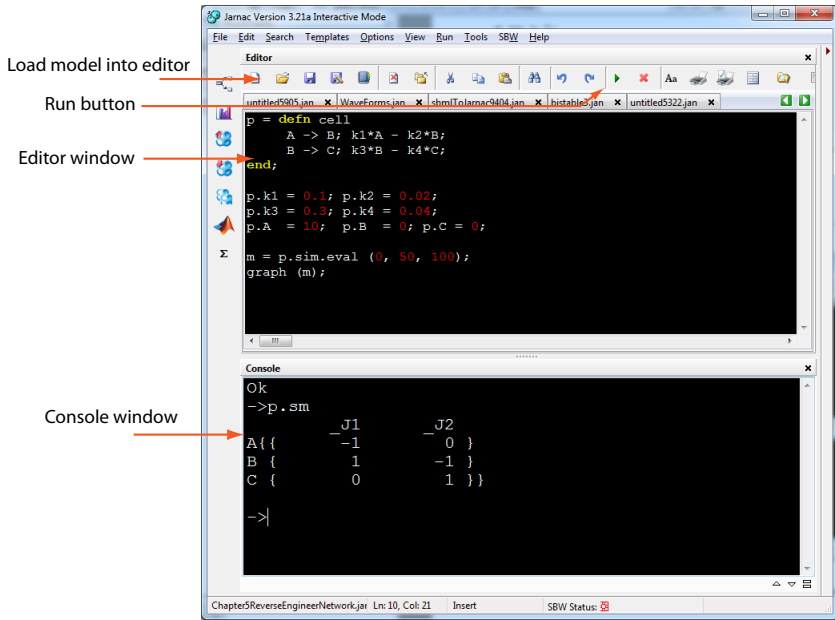 Jarnac Version 3.21a Interactive Mode
File Edit Search Templates Options View Run Tools SBW Help
Editor
Load model into editor
Aa
Run button
untitled5905.jan WaveForms.jan sbmlToJarnac9404.jan bistable3.jan untitled5322.jan
p = defn cell
A -> B; k1*A - k2*B;
B -> C; k3*B - k4*C;
Editor window
end;
p.k1 = 0.1; p.k2 = 0.02;
p.k3 = 0.3; p.k4 = 0.04;
p.A = 10; p.B = 0; p.C = 0;
Σ
m = p.sim.eval (0, 50, 100);
graph (m);
Console
Ok
->p.sm
Console window
_J1 _J2
A{{ -1 0 }
B { 1 -1 }
C { 0 1 }}
->
Chapter5ReverseEngineerNetwork.jar Ln: 10, Col: 21 Insert SBW Status: